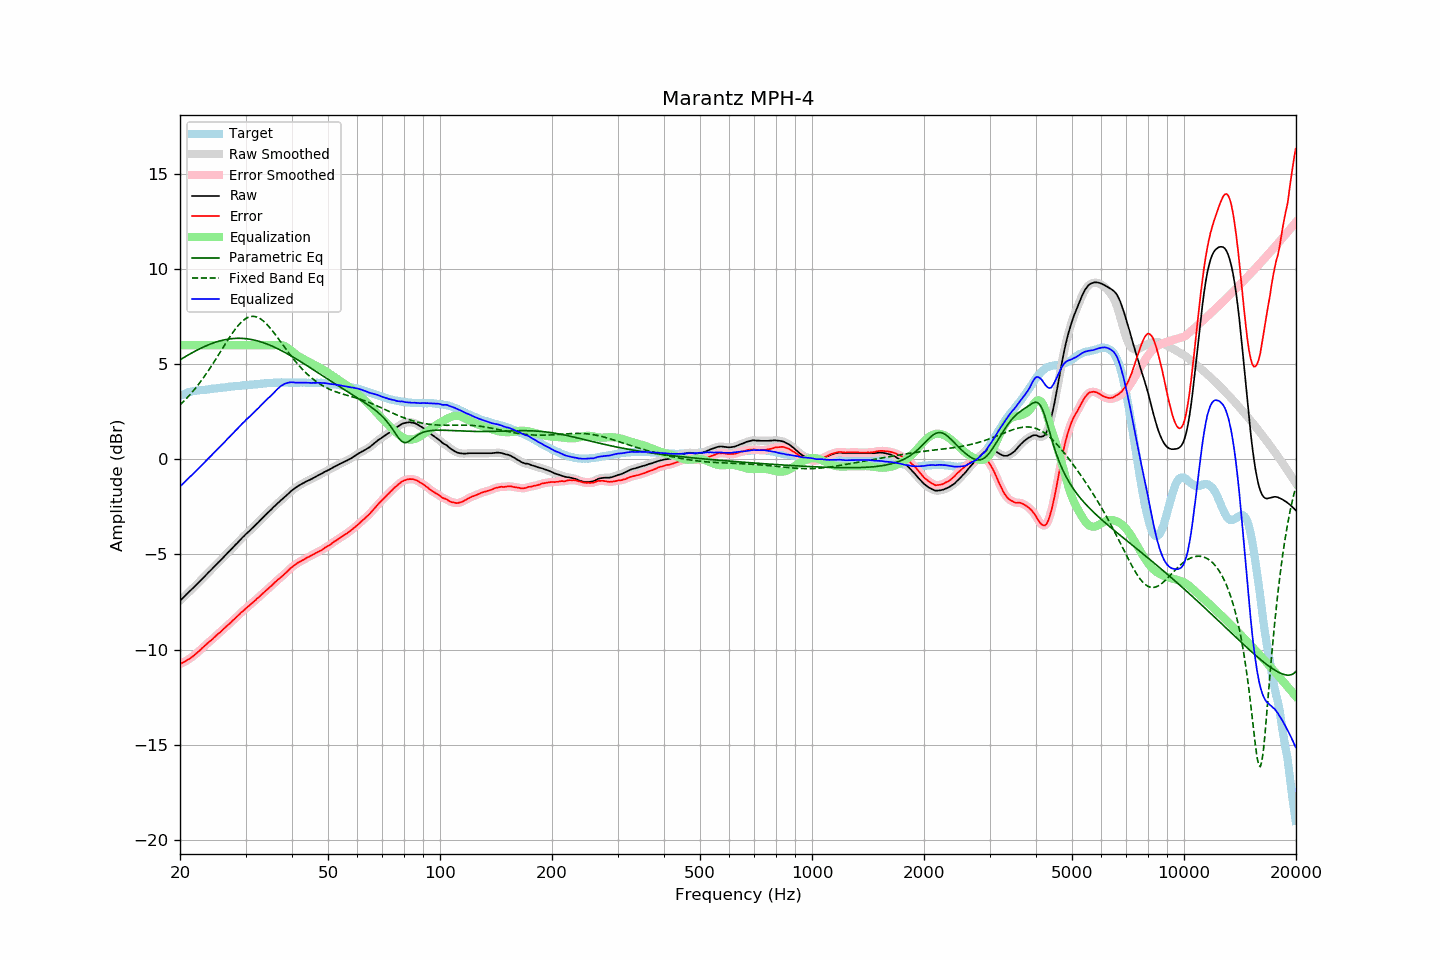 Marantz MPH-4
Target
Raw Smoothed
Error Smoothed
Raw
Error
Equalization
Parametric Eq
Fixed Band Eq
Equalized
Amplitude (dBr)
15
10
5
0
−5
−10
−15
−20
20
50
100
200
500
1000
2000
5000
10000
20000
Frequency (Hz)